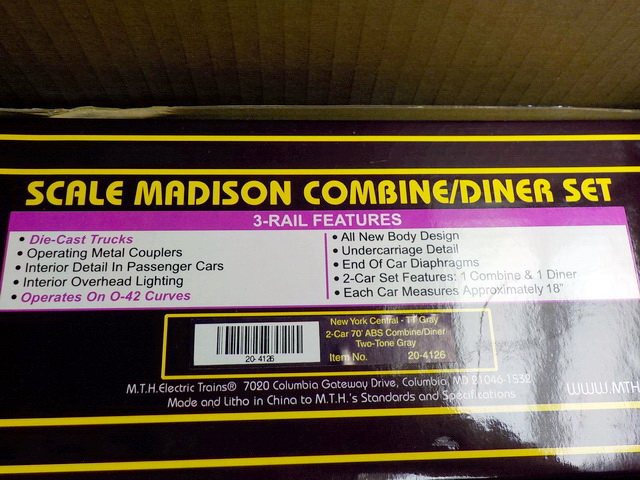 SCALE MADISON COMBINE/DINER SET
3-RAIL FEATURES
• Die-Cast Trucks
• Operating Metal Couplers
• Interior Detail In Passenger Cars
• Interior Overhead Lighting
• Operates On O-42 Curves
• All New Body Design
• Undercarriage Detail
• End Of Car Diaphragms
• 2-Car Set Features: 1 Combine & 1 Diner
• Each Car Measures Approximately 18"
20-4126
New York Central - TT Gray
2-Car 70' ABS Combine/Diner
Two-Tone Gray
Item No. 20-4126
M.T.H. Electric Trains® 7020 Columbia Gateway Drive, Columbia, MD 21046-1532
Made and Litho in China to M.T.H.'s Standards and Specifications
www.MTH